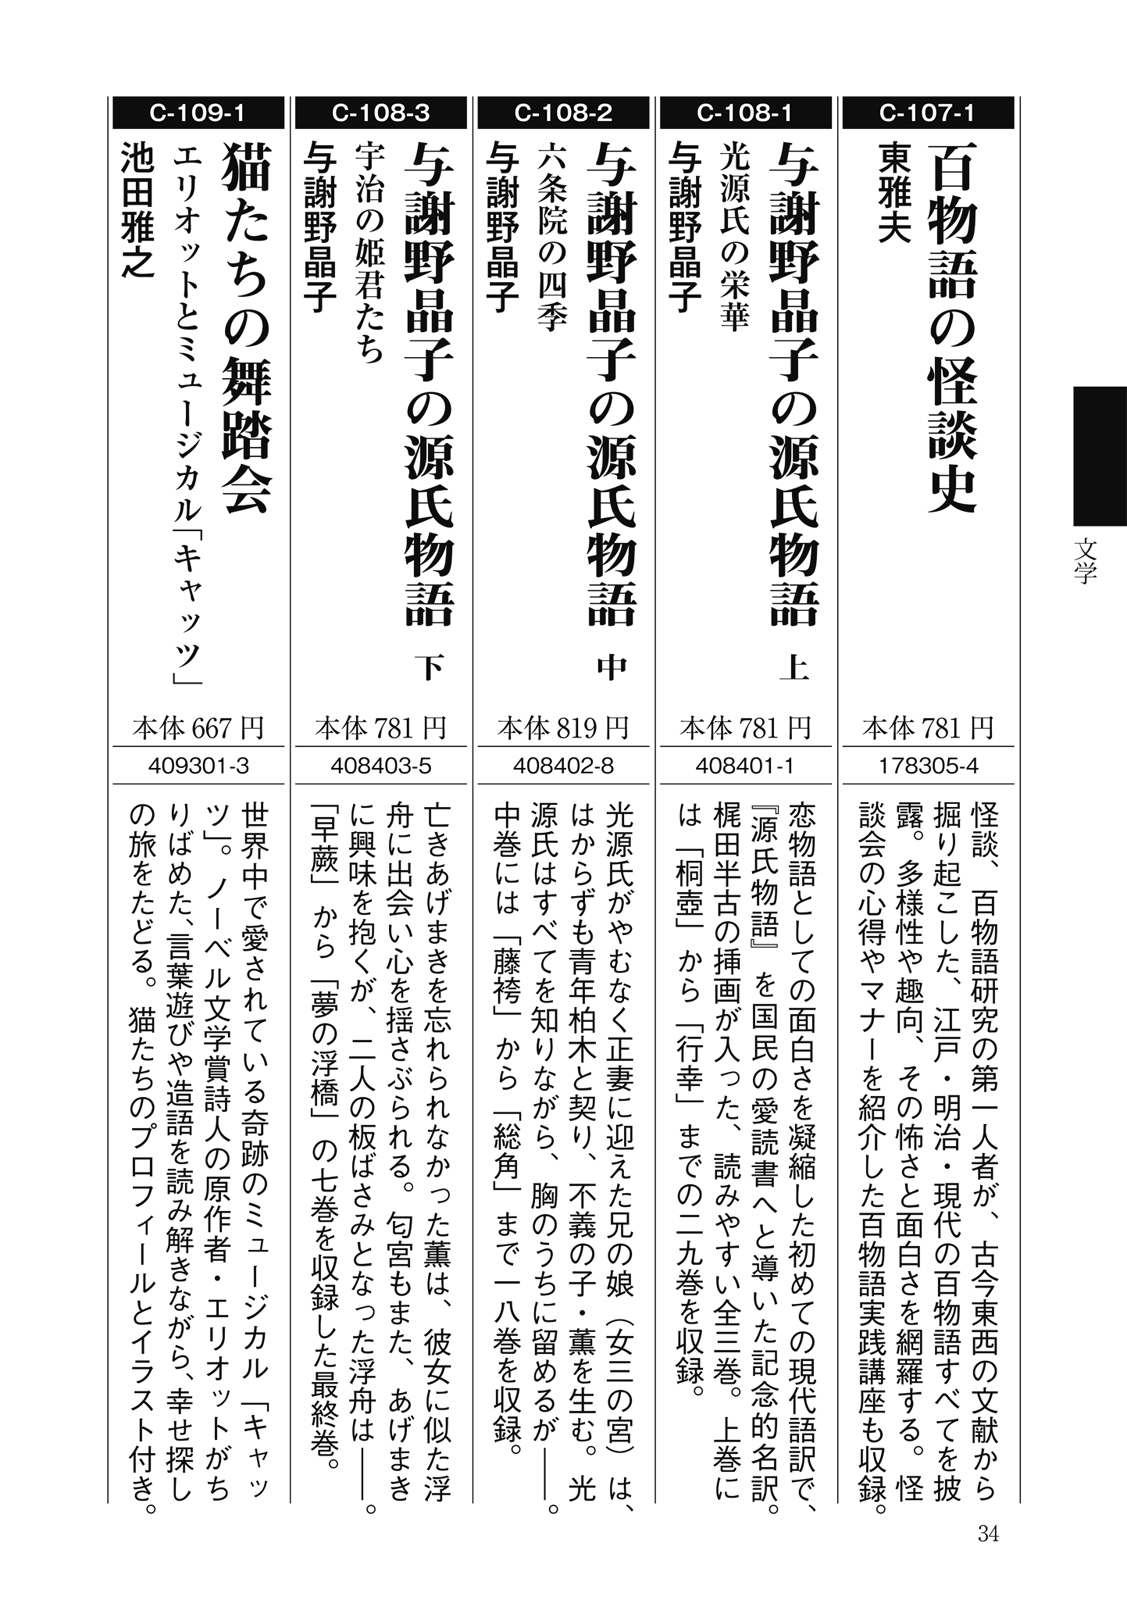 文学
C-107-1
百物語の怪談史
東雅夫
本体 781 円
178305-4
怪談、百物語研究の第一人者が、古今東西の文献から
掘り起こした、江戸・明治・現代の百物語すべてを披
露。多様性や趣向、その怖さと面白さを網羅する。怪
談会の心得やマナーを紹介した百物語実践講座も収録。
C-108-1
与謝野晶子の源氏物語 上
光源氏の栄華
与謝野晶子
本体 781 円
408401-1
恋物語としての面白さを凝縮した初めての現代語訳で、
『源氏物語』を国民の愛読書へと導いた記念的名訳。
梶田半古の挿画が入った、読みやすい全三巻。上巻に
は「桐壺」から「行幸」までの二九巻を収録。
C-108-2
与謝野晶子の源氏物語 中
六条院の四季
与謝野晶子
本体 819 円
408402-8
光源氏がやむなく正妻に迎えた兄の娘（女三の宮）は、
はからずも青年柏木と契り、不義の子・薫を生む。光
源氏はすべてを知りながら、胸のうちに留めるが――。
中巻には「藤袴」から「総角」まで一八巻を収録。
C-108-3
与謝野晶子の源氏物語 下
宇治の姫君たち
与謝野晶子
本体 781 円
408403-5
亡きあげまきを忘れられなかった薫は、彼女に似た浮
舟に出会い心を揺さぶられる。匂宮もまた、あげまき
に興味を抱くが、二人の板ばさみとなった浮舟は――。
「早蕨」から「夢の浮橋」の七巻を収録した最終巻。
C-109-1
猫たちの舞踏会
エリオットとミュージカル「キャッツ」
池田雅之
本体 667 円
409301-3
世界中で愛されている奇跡のミュージカル「キャッ
ツ」。ノーベル文学賞詩人の原作者・エリオットがち
りばめた、言葉遊びや造語を読み解きながら、幸せ探し
の旅をたどる。猫たちのプロフィールとイラスト付き。
34